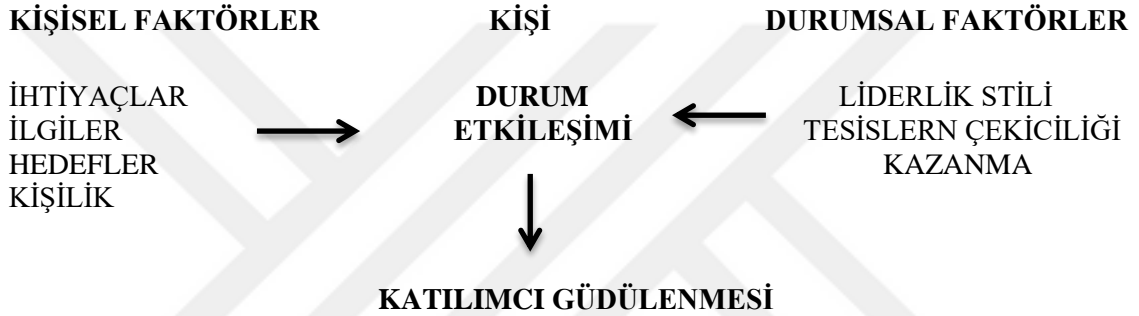 KİŞİSEL FAKTÖRLER KİŞİ DURUMSAL FAKTÖRLER
İHTİYAÇLAR DURUM LİDERLİK STİLİ
İLGİLER ETKİLEŞİMİ TESİSLERN ÇEKİCİLİĞİ
HEDEFLER KAZANMA
KİŞİLİK
KATILIMCI GÜDÜLENMESİ